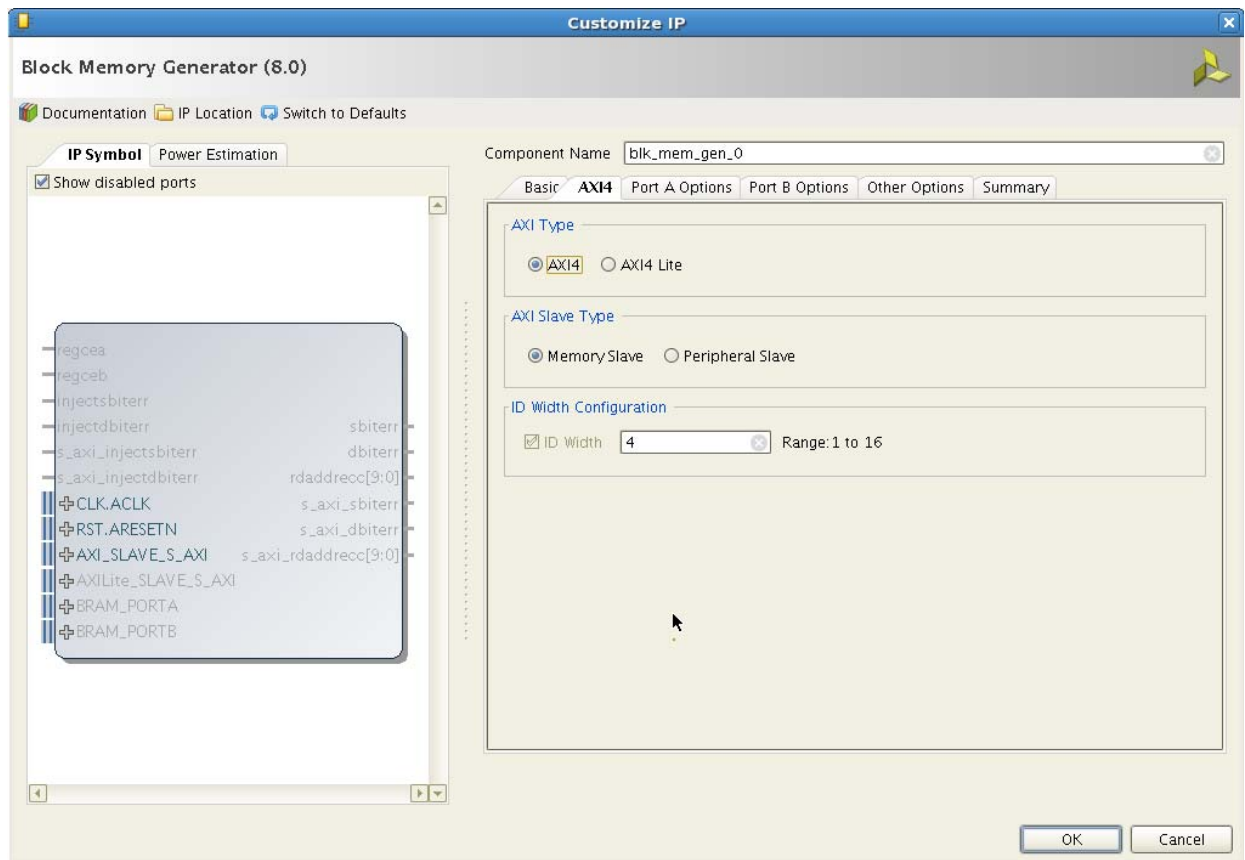 Customize IP
Block Memory Generator (8.0)
Documentation IP Location Switch to Defaults
IP Symbol Power Estimation
Show disabled ports
regcea
regceb
injectsbiterr
injectdbiterr sbiterr
s_axi_injectsbiterr dbiterr
s_axi_injectdbiterr rdaddrecc[9:0]
CLK.ACLK s_axi_sbiterr
RST.ARESETN s_axi_dbiterr
AXI_SLAVE_S_AXI s_axi_rdaddrecc[9:0]
AXILite_SLAVE_S_AXI
BRAM_PORTA
BRAM_PORTB
Component Name blk_mem_gen_0
Basic AXI4 Port A Options Port B Options Other Options Summary
AXI Type
AXI4 AXI4 Lite
AXI Slave Type
Memory Slave Peripheral Slave
ID Width Configuration
ID Width 4 Range: 1 to 16
OK Cancel